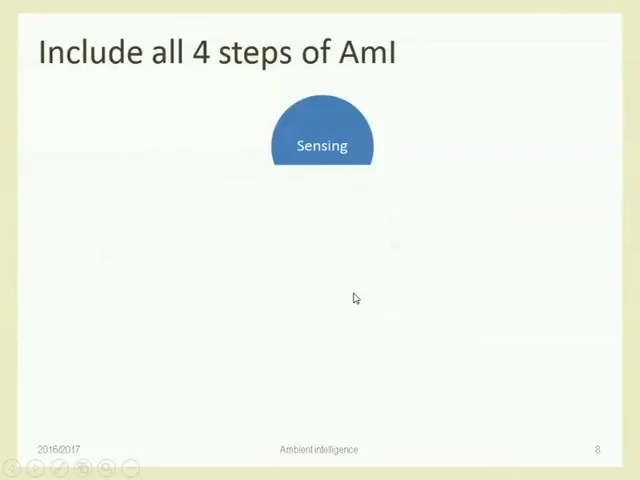 Include all 4 steps of AmI
Sensing
2016/2017
Ambient intelligence
8